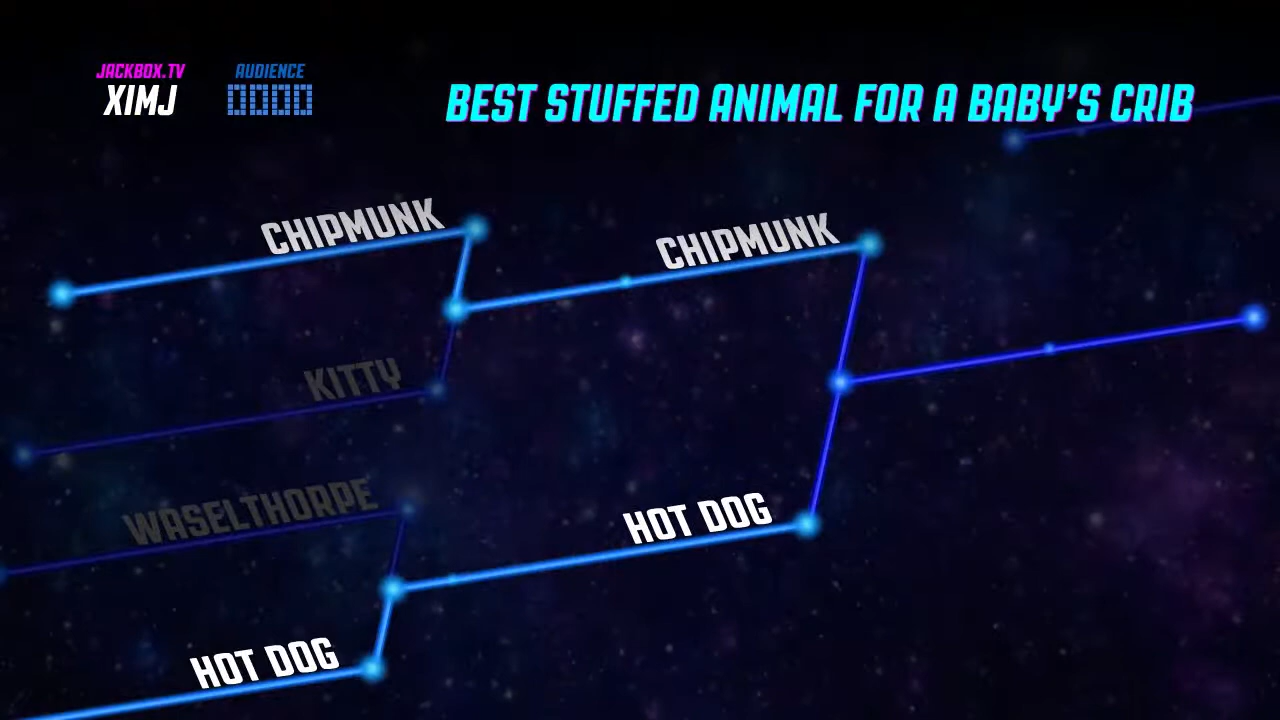 JACKBOX.TV
XIMJ
AUDIENCE
0000
BEST STUFFED ANIMAL FOR A BABY'S CRIB
CHIPMUNK
CHIPMUNK
KITTY
WASELTHORPE
HOT DOG
HOT DOG